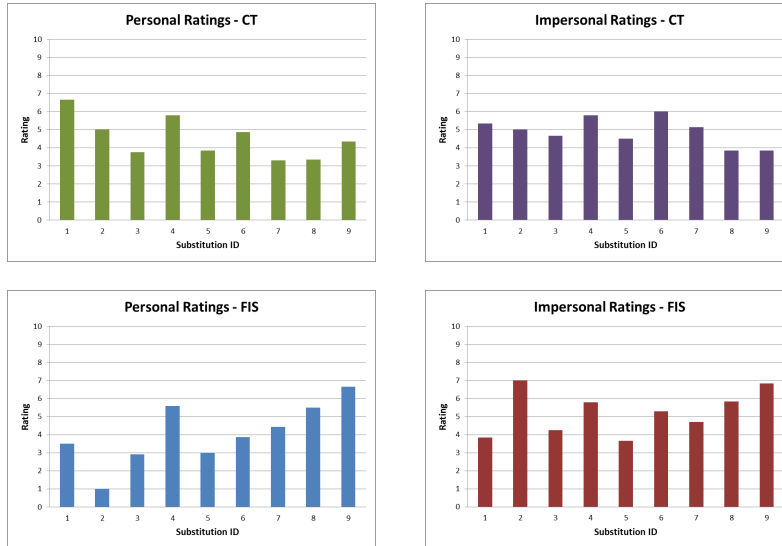 Personal Ratings - CT
10
9
8
7
6
5
4
3
2
1
0
Rating
1 2 3 4 5 6 7 8 9
Substitution ID
Impersonal Ratings - CT
10
9
8
7
6
5
4
3
2
1
0
Rating
1 2 3 4 5 6 7 8 9
Substitution ID
Personal Ratings - FIS
10
9
8
7
6
5
4
3
2
1
0
Rating
1 2 3 4 5 6 7 8 9
Substitution ID
Impersonal Ratings - FIS
10
9
8
7
6
5
4
3
2
1
0
Rating
1 2 3 4 5 6 7 8 9
Substitution ID